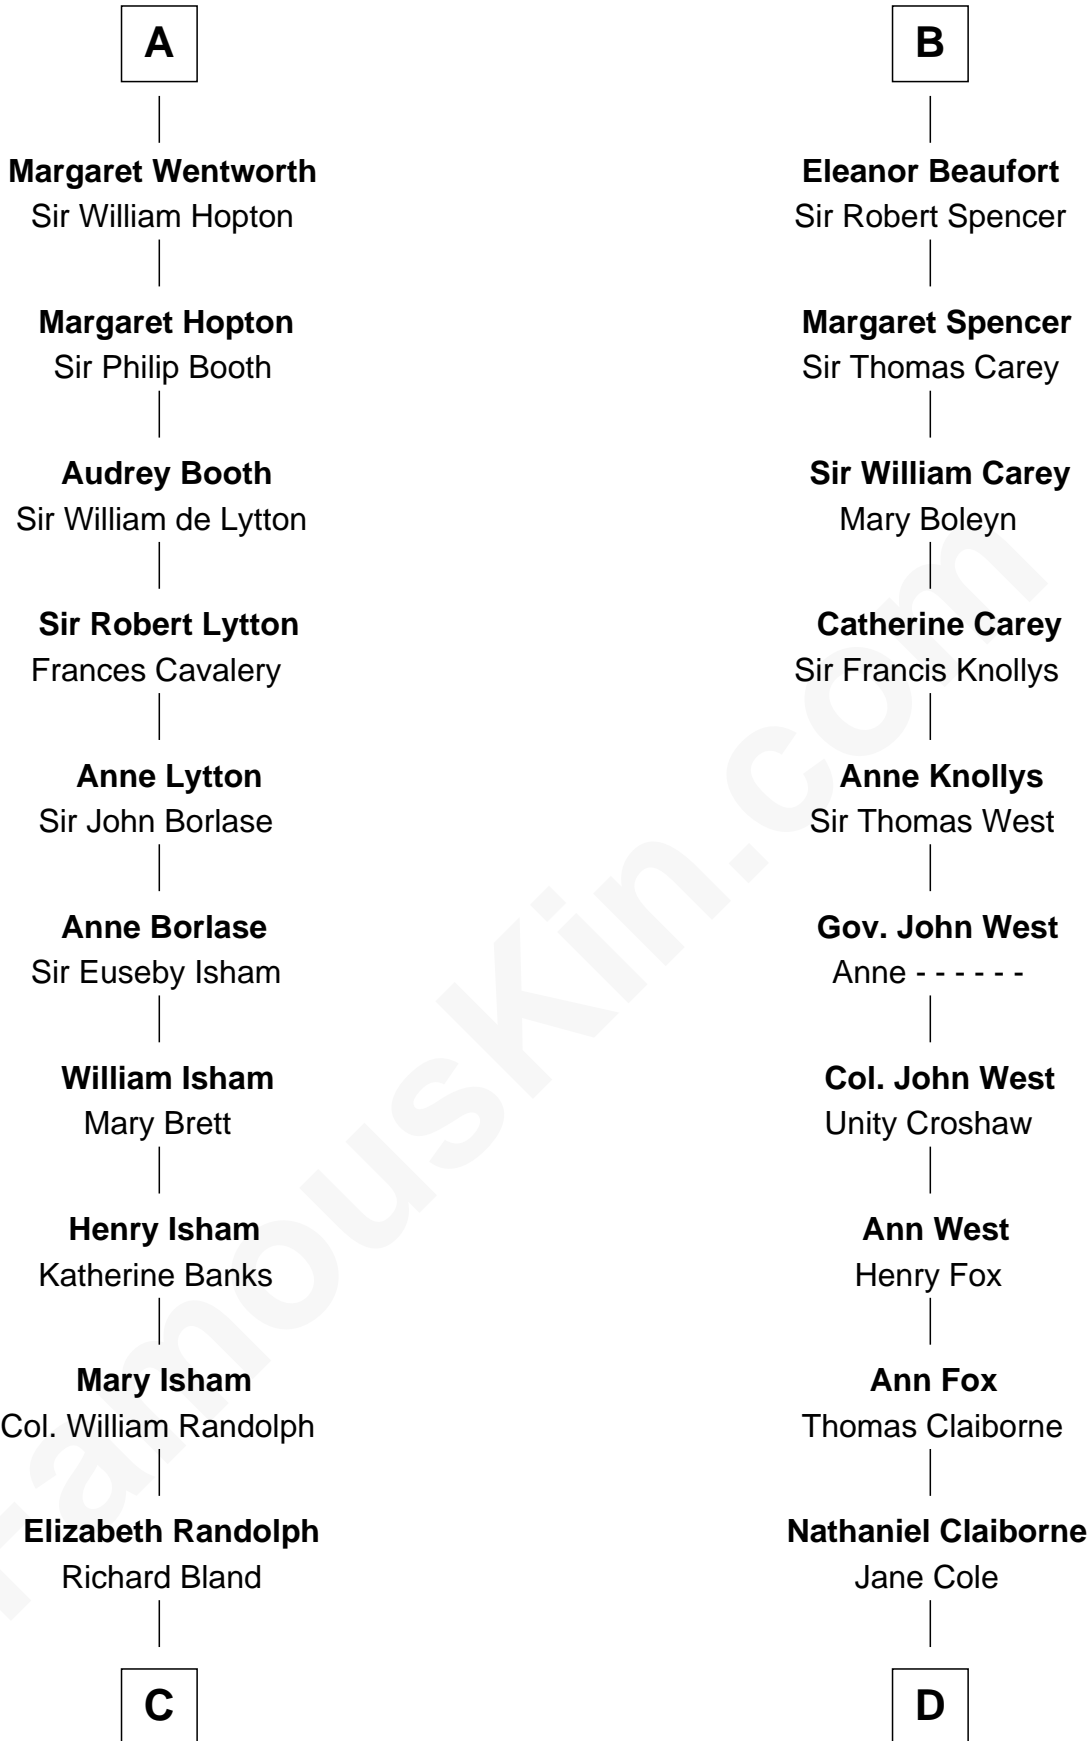 A
Margaret Wentworth
Sir William Hopton
Margaret Hopton
Sir Philip Booth
Audrey Booth
Sir William de Lytton
Sir Robert Lytton
Frances Cavalery
Anne Lytton
Sir John Borlase
Anne Borlase
Sir Euseby Isham
William Isham
Mary Brett
Henry Isham
Katherine Banks
Mary Isham
Col. William Randolph
Elizabeth Randolph
Richard Bland
C
B
Eleanor Beaufort
Sir Robert Spencer
Margaret Spencer
Sir Thomas Carey
Sir William Carey
Mary Boleyn
Catherine Carey
Sir Francis Knollys
Anne Knollys
Sir Thomas West
Gov. John West
Anne - - - - - -
Col. John West
Unity Croshaw
Ann West
Henry Fox
Ann Fox
Thomas Claiborne
Nathaniel Claiborne
Jane Cole
D
FamousKin.com